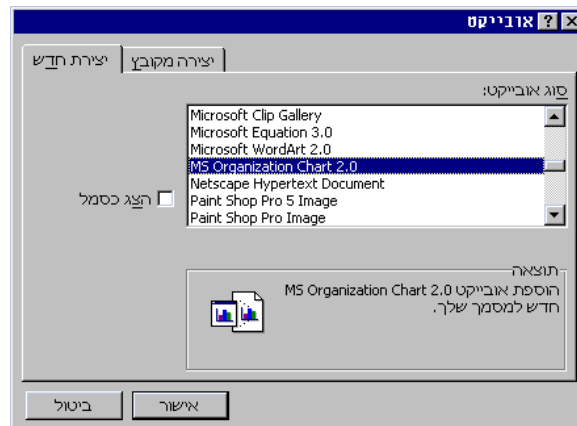 אובייקט
יצירת חדש
יצירה מקובץ
סוג אובייקט:
Microsoft Clip Gallery
Microsoft Equation 3.0
Microsoft WordArt 2.0
MS Organization Chart 2.0
Netscape Hypertext Document
Paint Shop Pro 5 Image
Paint Shop Pro Image
הצג כסמל
תוצאה
הוספת אובייקט MS Organization Chart 2.0
חדש למסמך שלך.
אישור
ביטול